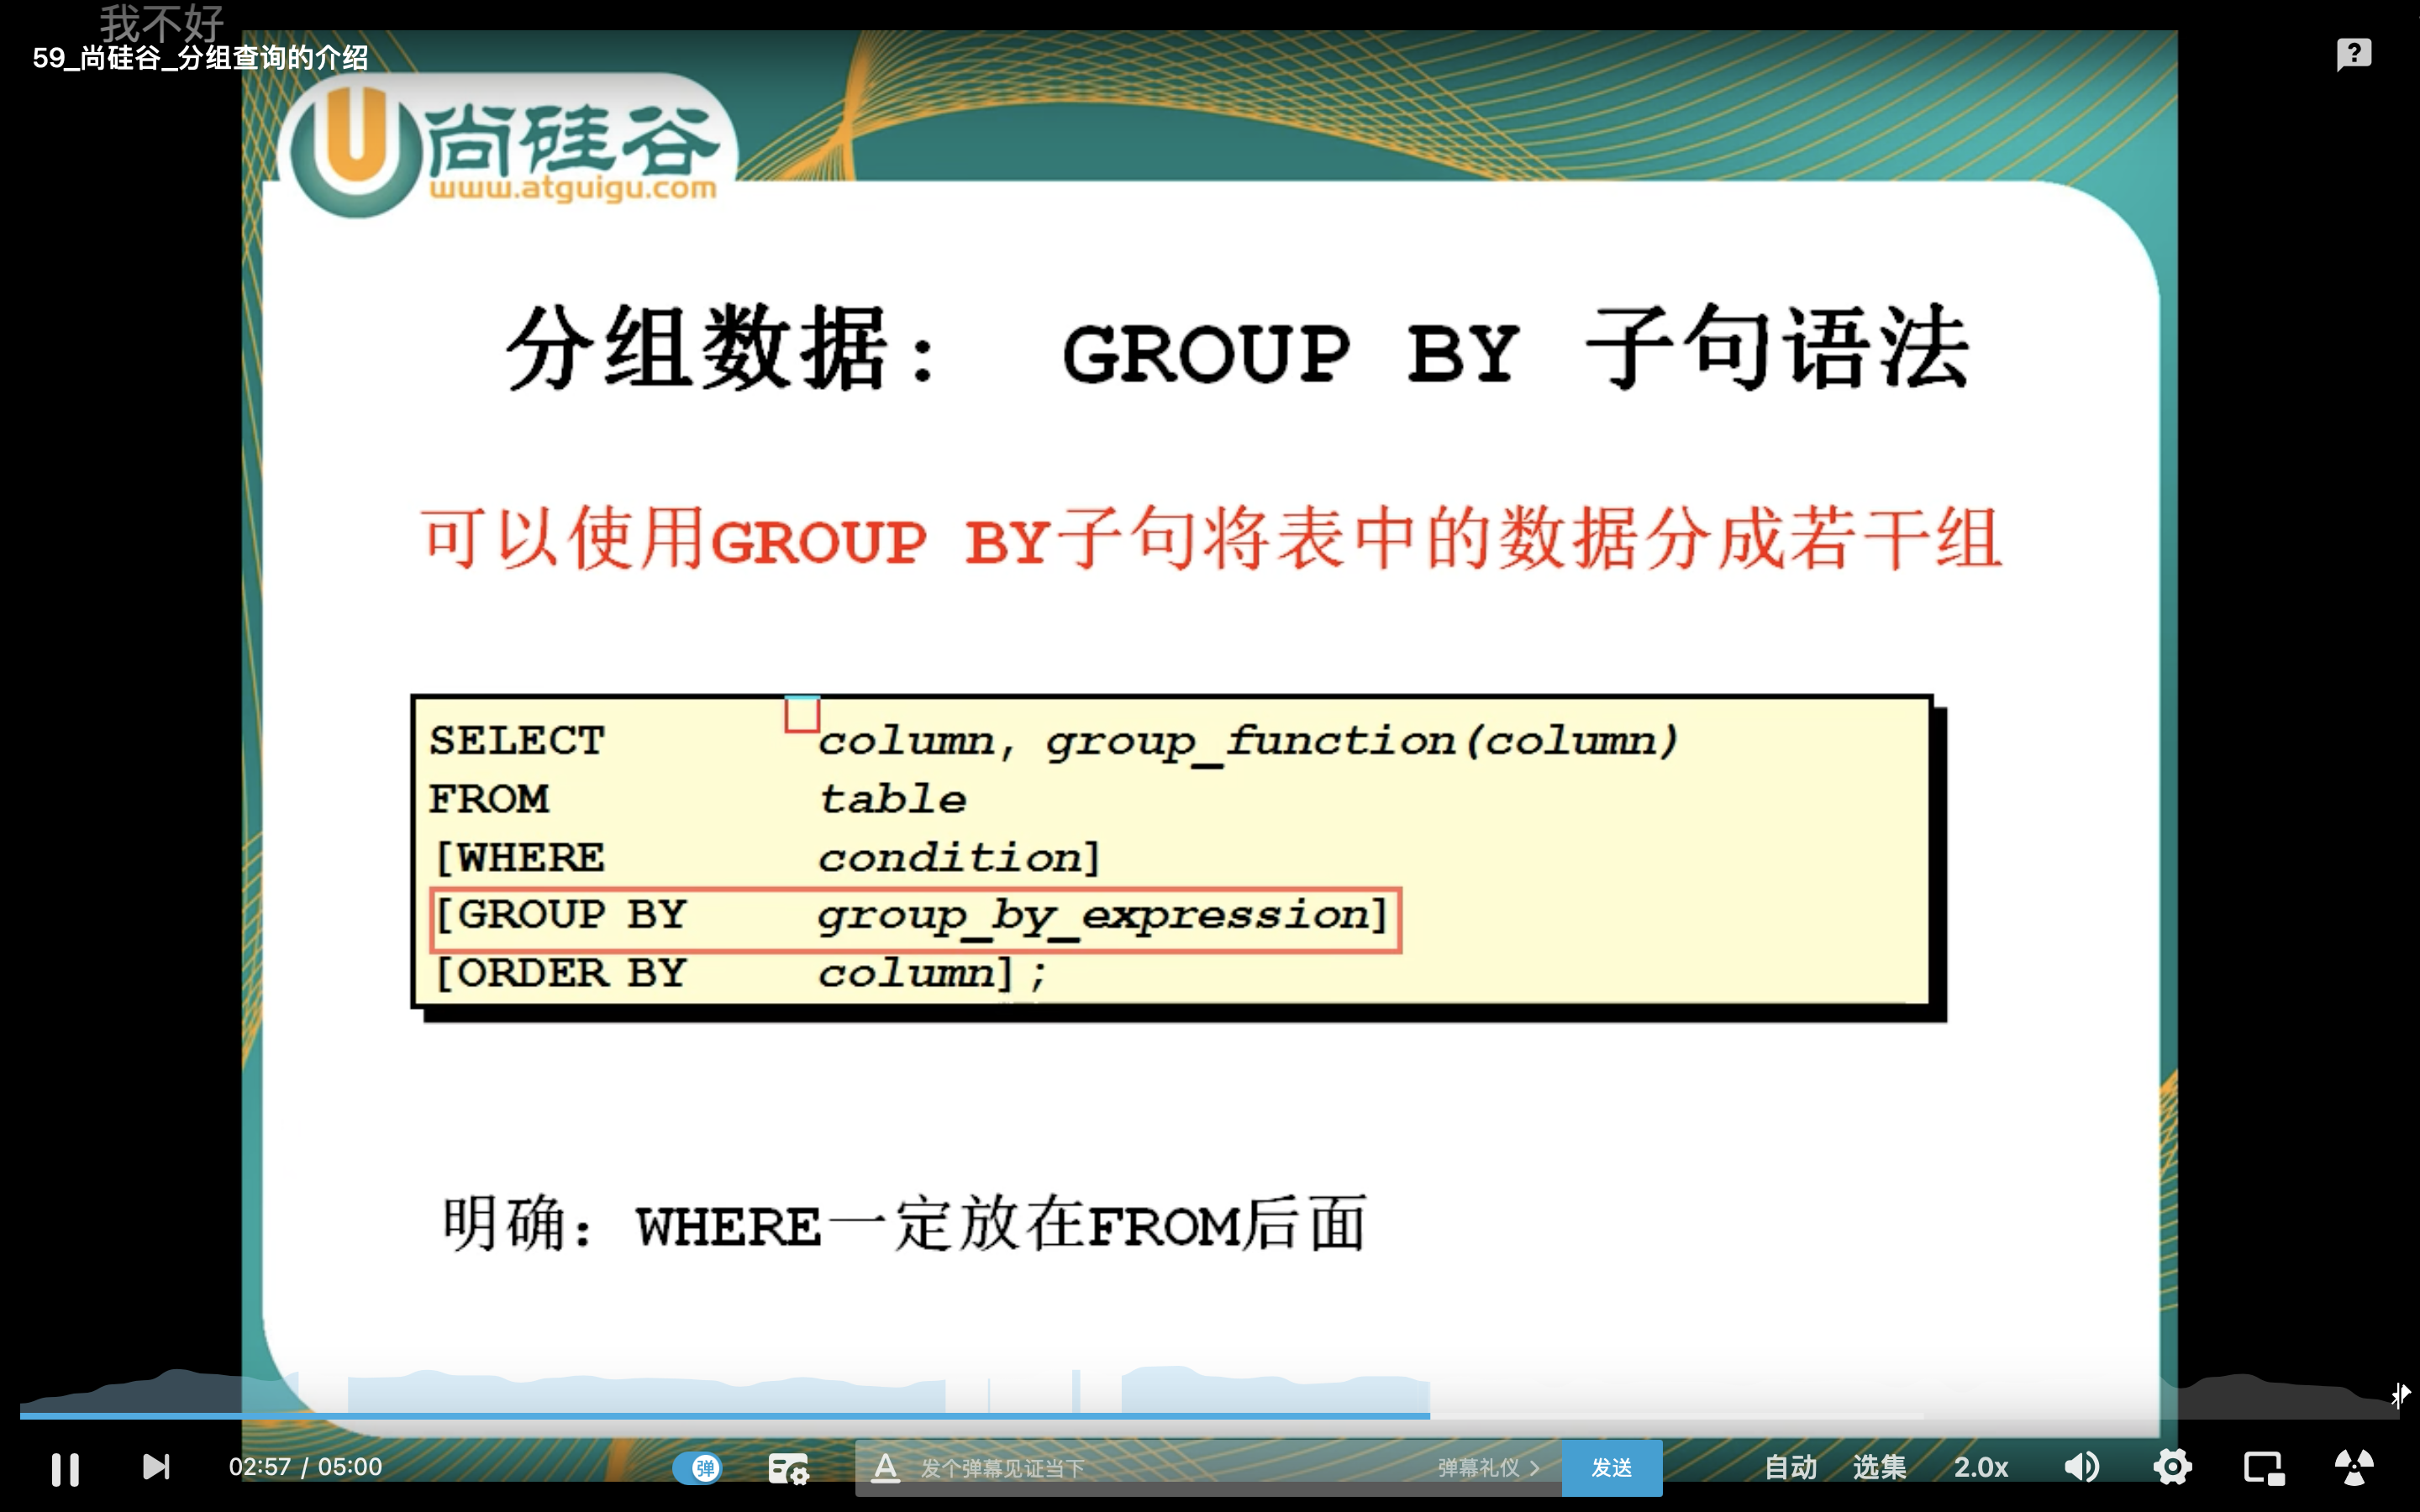 我不好
59_尚硅谷_分组查询的介绍
尚硅谷
www.atguigu.com
分组数据: GROUP BY 子句语法
可以使用GROUP BY子句将表中的数据分成若干组
SELECT column, group_function(column)
FROM table
[WHERE condition]
[GROUP BY group_by_expression]
[ORDER BY column];
明确: WHERE一定放在FROM后面
02:57 / 05:00 弹 发个弹幕见证当下 弹幕礼仪 > 发送 自动 选集 2.0x